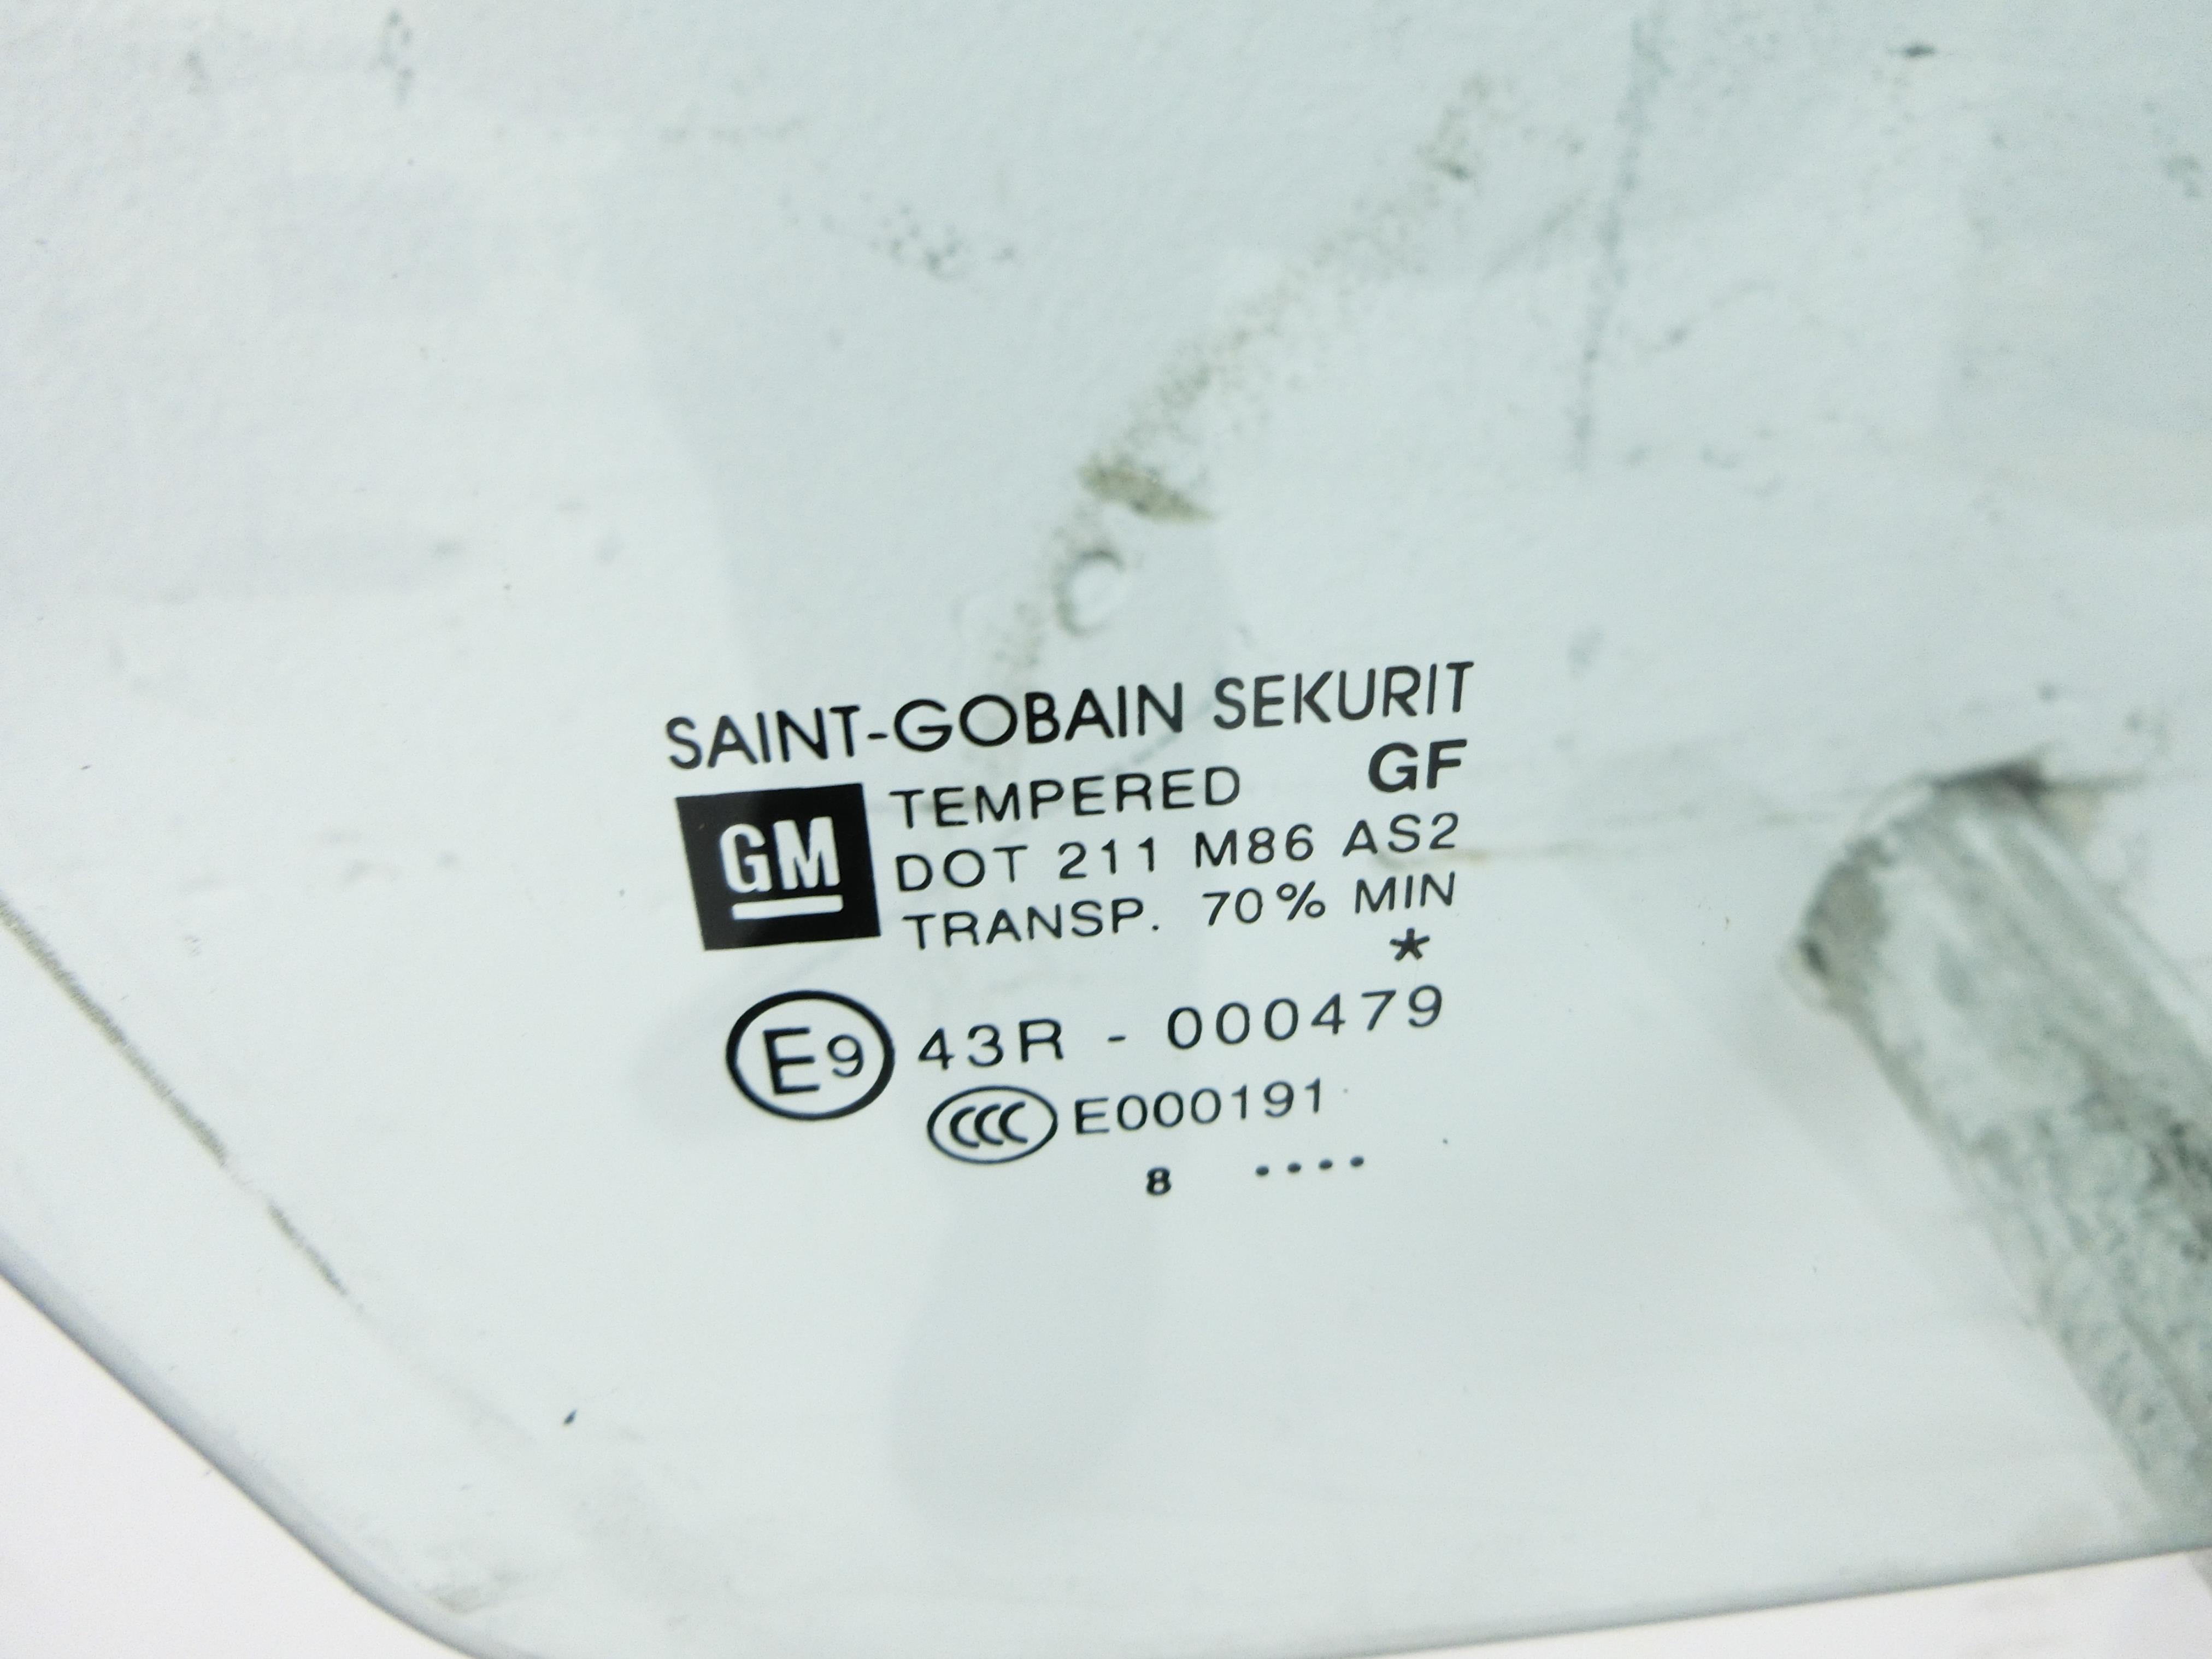 SAINT-GOBAIN SEKURIT
GM TEMPERED GF
DOT 211 M86 AS2
TRANSP. 70% MIN
*
E9 43R - 000479
CCC E000191
8 ....